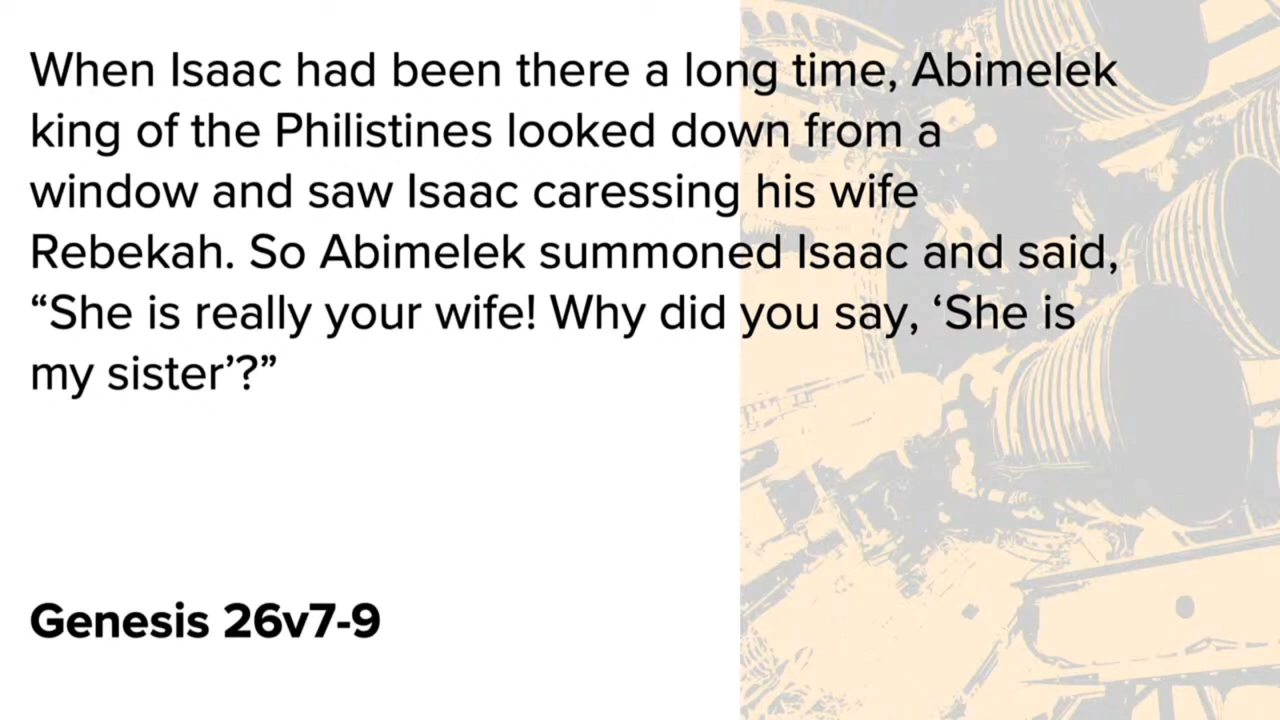 When Isaac had been there a long time, Abimelek
king of the Philistines looked down from a
window and saw Isaac caressing his wife
Rebekah. So Abimelek summoned Isaac and said,
“She is really your wife! Why did you say, ‘She is
my sister’?”
Genesis 26v7-9